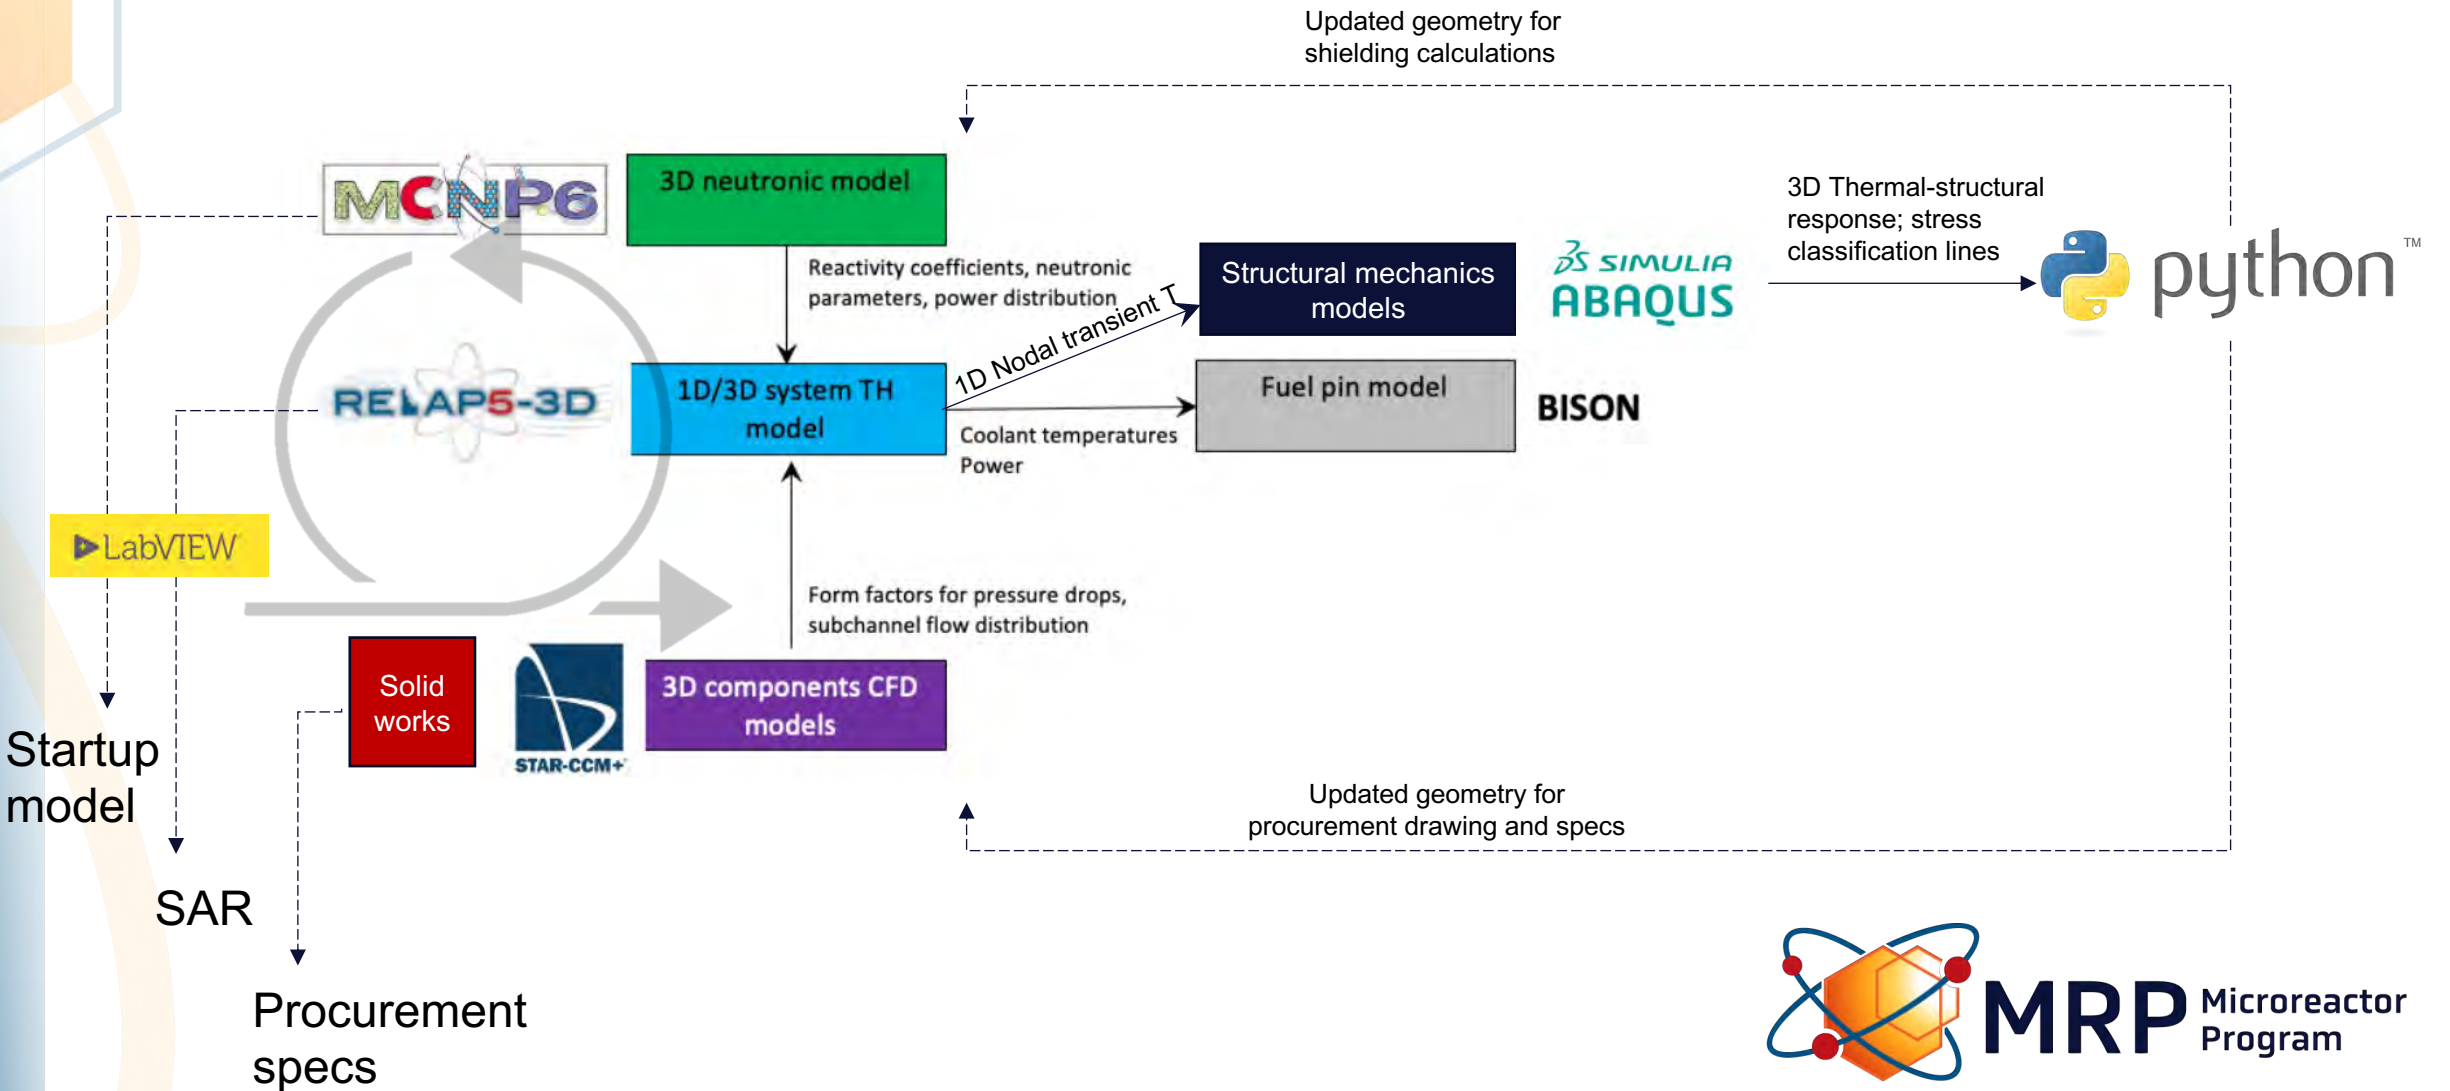 Updated geometry for
shielding calculations
MCNP6
3D neutronic model
3D Thermal-structural
response; stress
classification lines
Reactivity coefficients, neutronic
parameters, power distribution
1D Nodal transient T
Structural mechanics
models
3S SIMULIA
ABAQUS
python™
RELAP5-3D
1D/3D system TH
model
Fuel pin model
BISON
Coolant temperatures
Power
LabVIEW
Form factors for pressure drops,
subchannel flow distribution
Solid
works
STAR-CCM+
3D components CFD
models
Startup
model
Updated geometry for
procurement drawing and specs
SAR
Procurement
specs
MRP Microreactor
Program